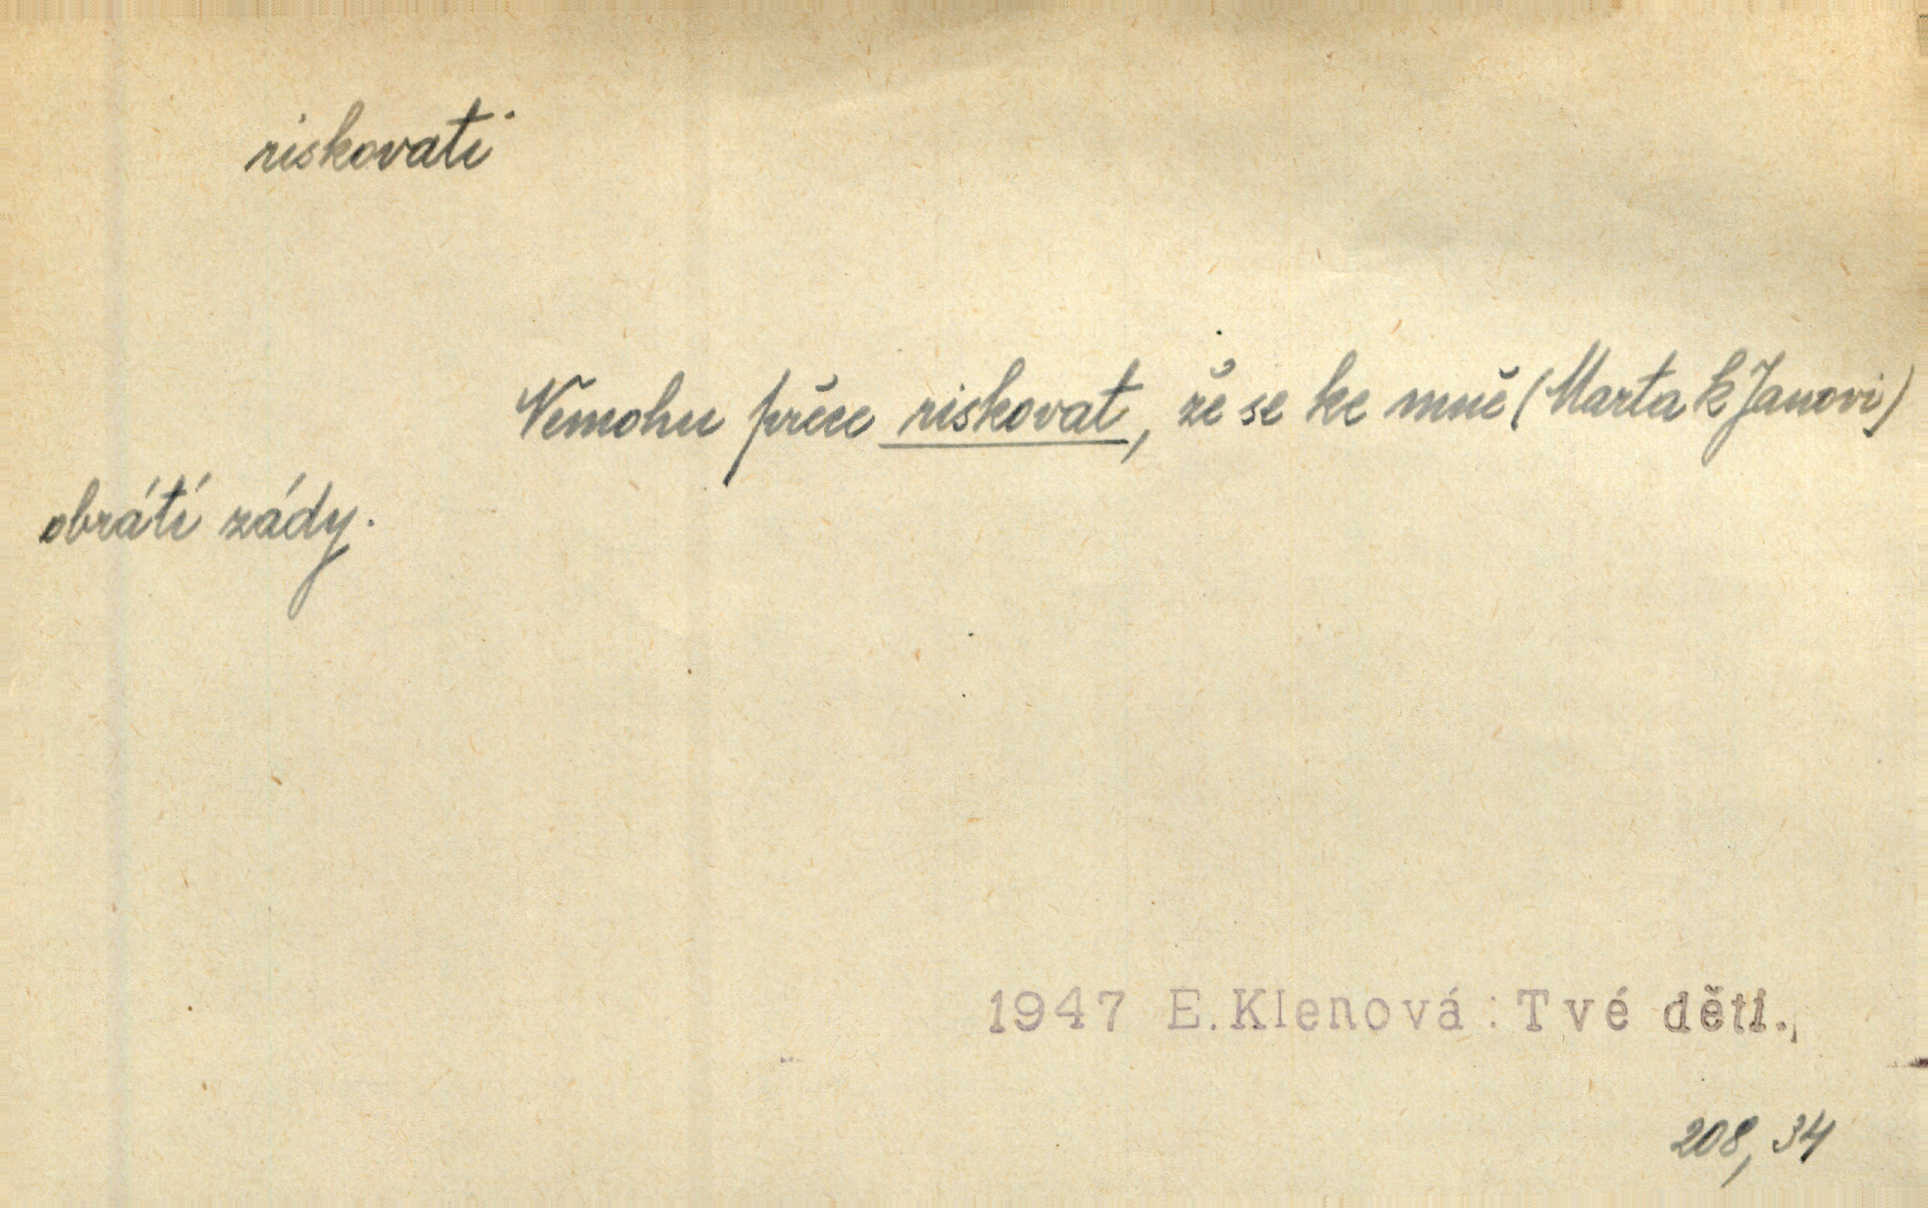 riskovati
Nemohu přece riskovat, že se ke mně (Marta k Janovi)
obrátí zády.
1947 E.Klenová: Tvé děti.,
208, 34